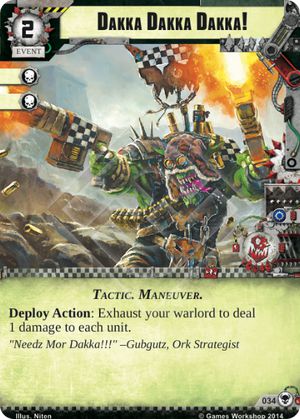 DAKKA DAKKA DAKKA!
2
EVENT
TACTIC. MANEUVER.
Deploy Action: Exhaust your warlord to deal
1 damage to each unit.
"Needz Mor Dakka!!!" –Gubgutz, Ork Strategist
034
Illus. Niten
© Games Workshop 2014